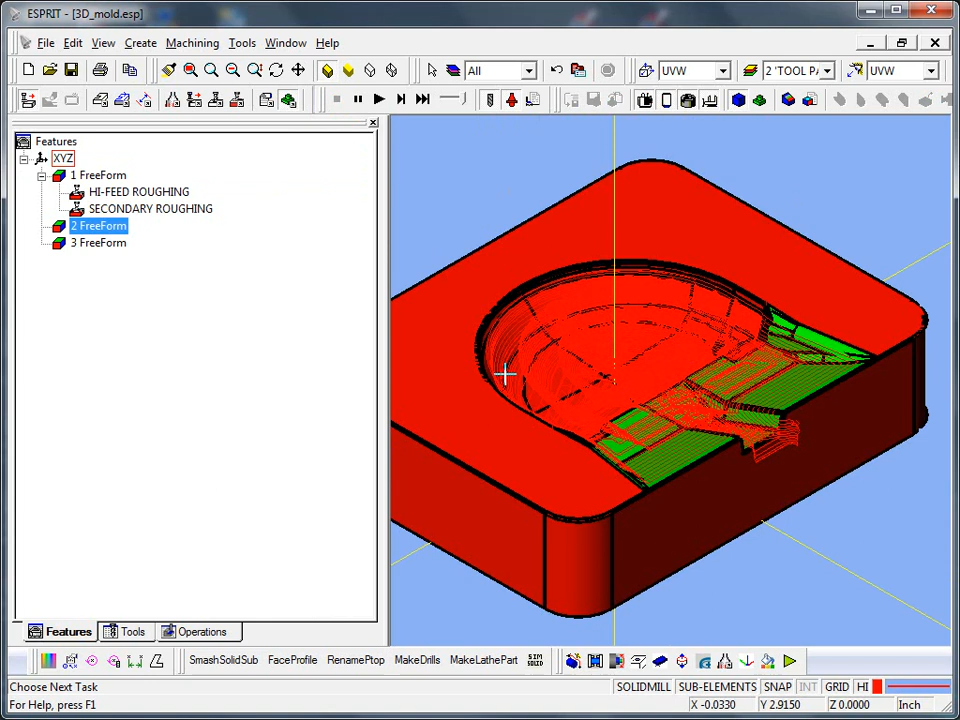 ESPRIT - [3D_mold.esp]
File Edit View Create Machining Tools Window Help
All
UVW
2 'TOOL PA
UVW
Features
XYZ
1 FreeForm
HI-FEED ROUGHING
SECONDARY ROUGHING
2 FreeForm
3 FreeForm
Features Tools Operations
SmashSolidSub FaceProfile RenamePtop MakeDrills MakeLathePart SIM SOLID
Choose Next Task SOLIDMILL SUB-ELEMENTS SNAP INT GRID HI
For Help, press F1 X -0.0330 Y 2.9150 Z 0.0000 Inch